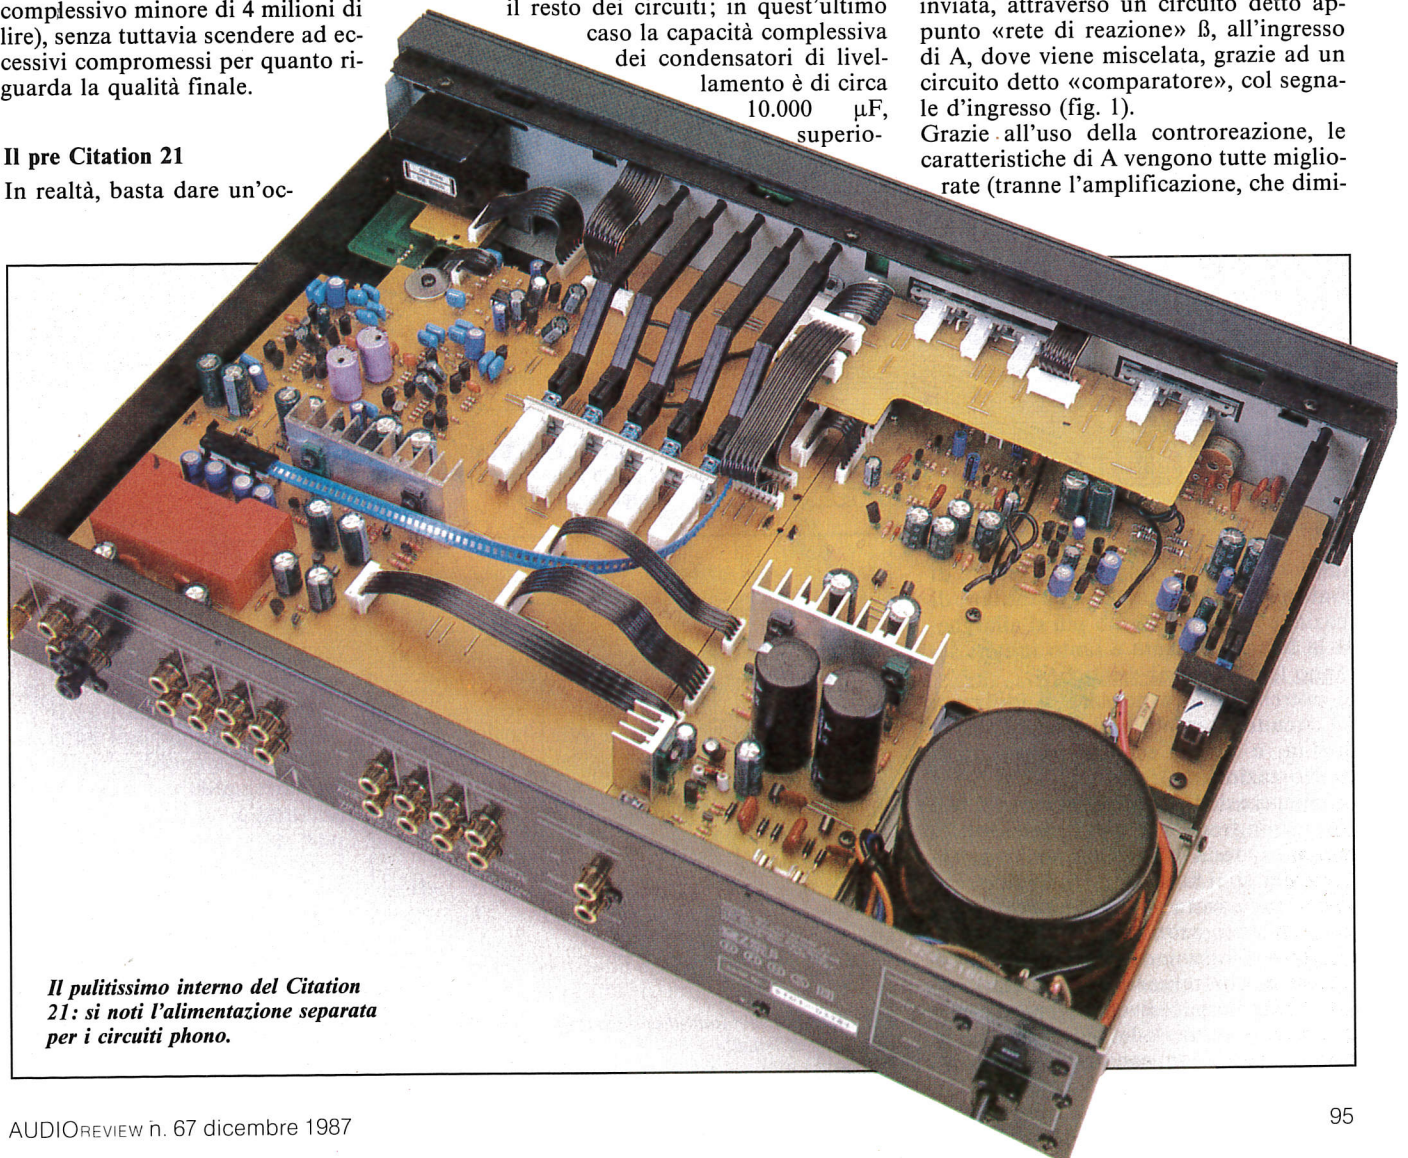 complessivo minore di 4 milioni di
lire), senza tuttavia scendere ad ec-
cessivi compromessi per quanto ri-
guarda la qualità finale.
Il pre Citation 21
In realtà, basta dare un'oc-
il resto dei circuiti; in quest'ultimo
caso la capacità complessiva
dei condensatori di livel-
lamento è di circa
10.000 µF,
superio-
inviata, attraverso un circuito detto ap-
punto «rete di reazione» ß, all'ingresso
di A, dove viene miscelata, grazie ad un
circuito detto «comparatore», col segna-
le d'ingresso (fig. 1).
Grazie all'uso della controreazione, le
caratteristiche di A vengono tutte miglio-
rate (tranne l'amplificazione, che dimi-
Il pulitissimo interno del Citation
21: si noti l'alimentazione separata
per i circuiti phono.
AUDIOREVIEW n. 67 dicembre 1987
95